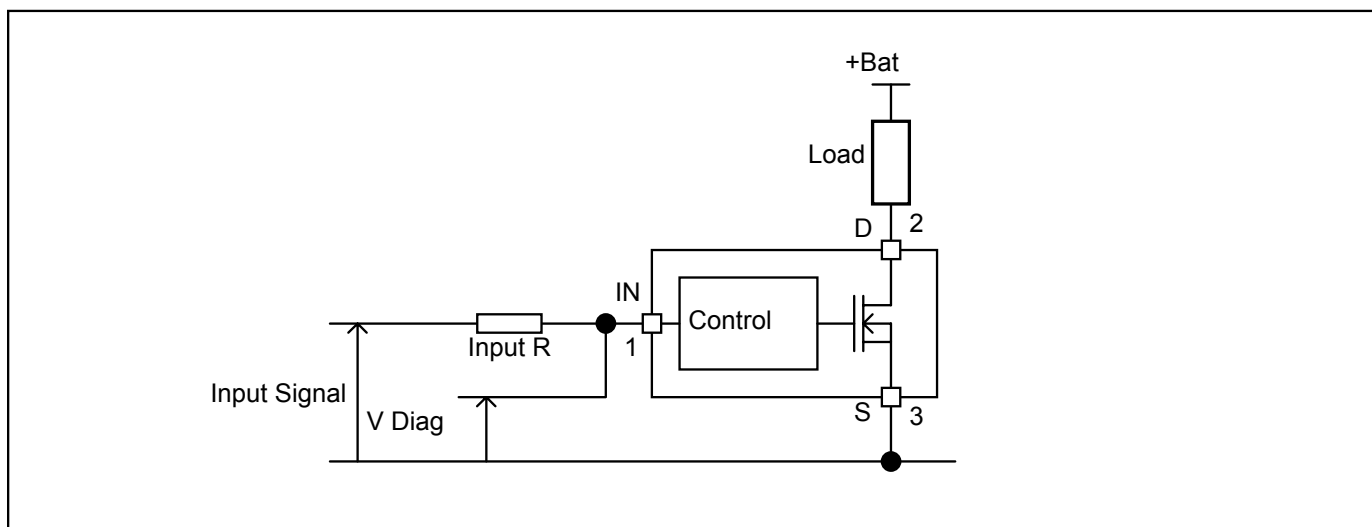 +Bat
Load
D 2
IN
Control
1
Input R
Input Signal
V Diag
S 3